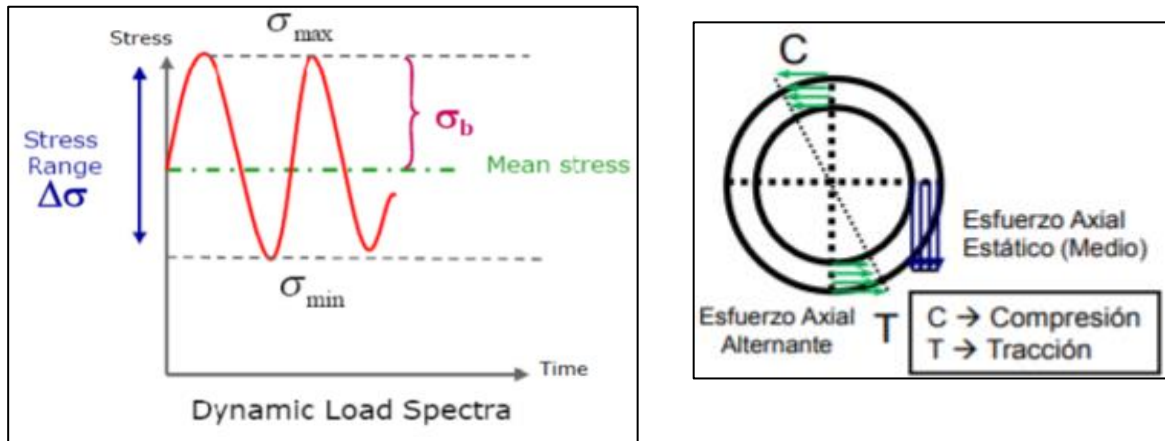 Stress
σmax
Stress
Range
Δσ
σb
Mean stress
σmin
Time
Dynamic Load Spectra
C
Esfuerzo Axial
Estático (Medio)
Esfuerzo Axial
Alternante
T
C → Compresión
T → Tracción